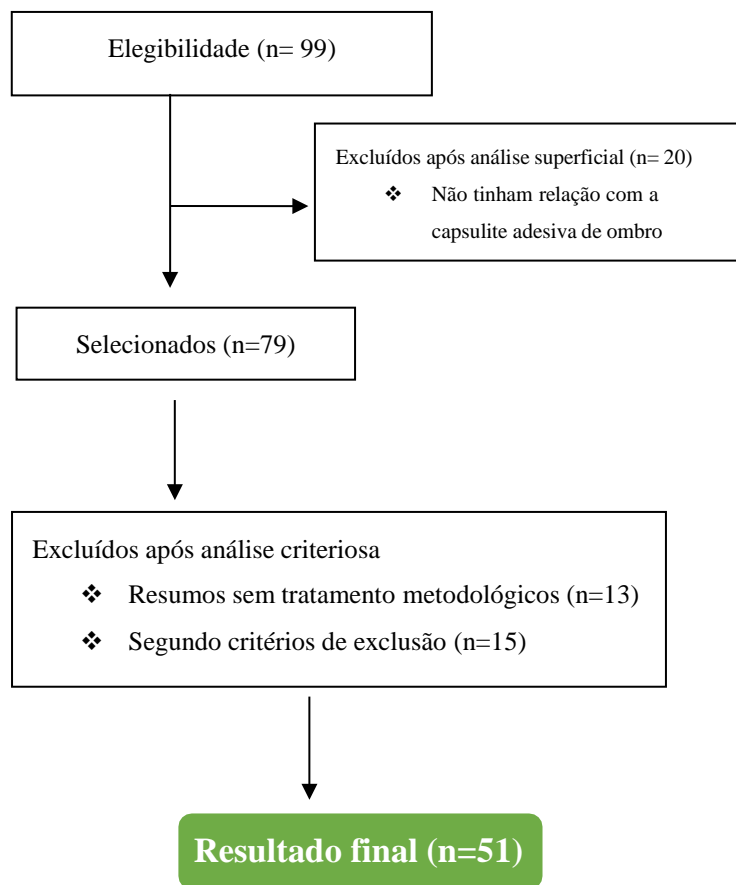 Elegibilidade (n= 99)
Excluídos após análise superficial (n= 20)
❖ Não tinham relação com a
capsulite adesiva de ombro
Selecionados (n=79)
Excluídos após análise criteriosa
❖ Resumos sem tratamento metodológicos (n=13)
❖ Segundo critérios de exclusão (n=15)
Resultado final (n=51)